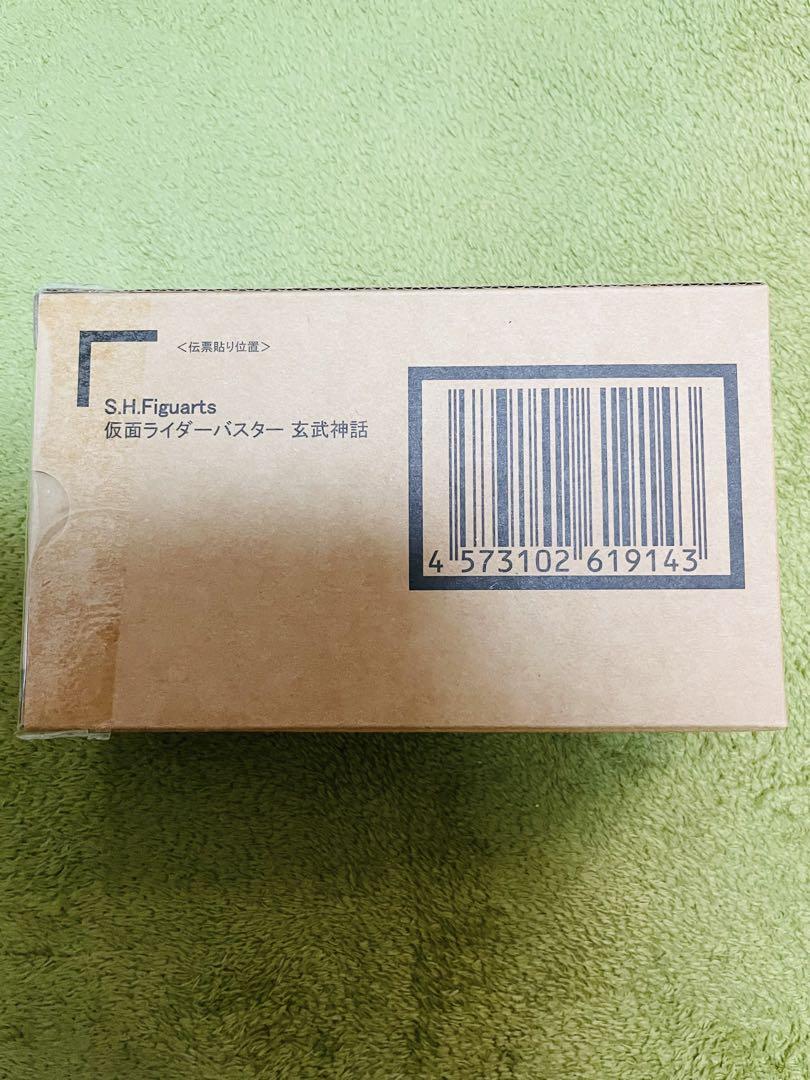 ＜伝票貼り位置＞
S.H.Figuarts
仮面ライダーバスター 玄武神話
4 573102 619143